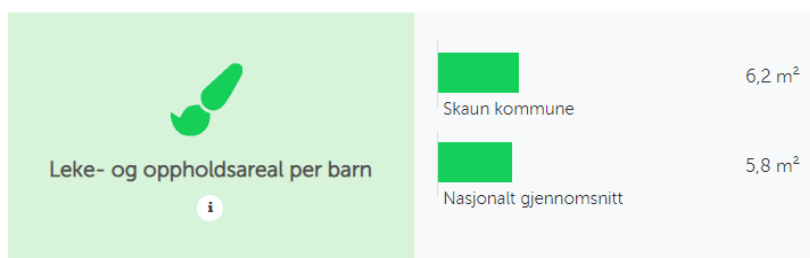 Leke- og oppholdsareal per barn
i
6,2 m²
Skaun kommune
5,8 m²
Nasjonalt gjennomsnitt